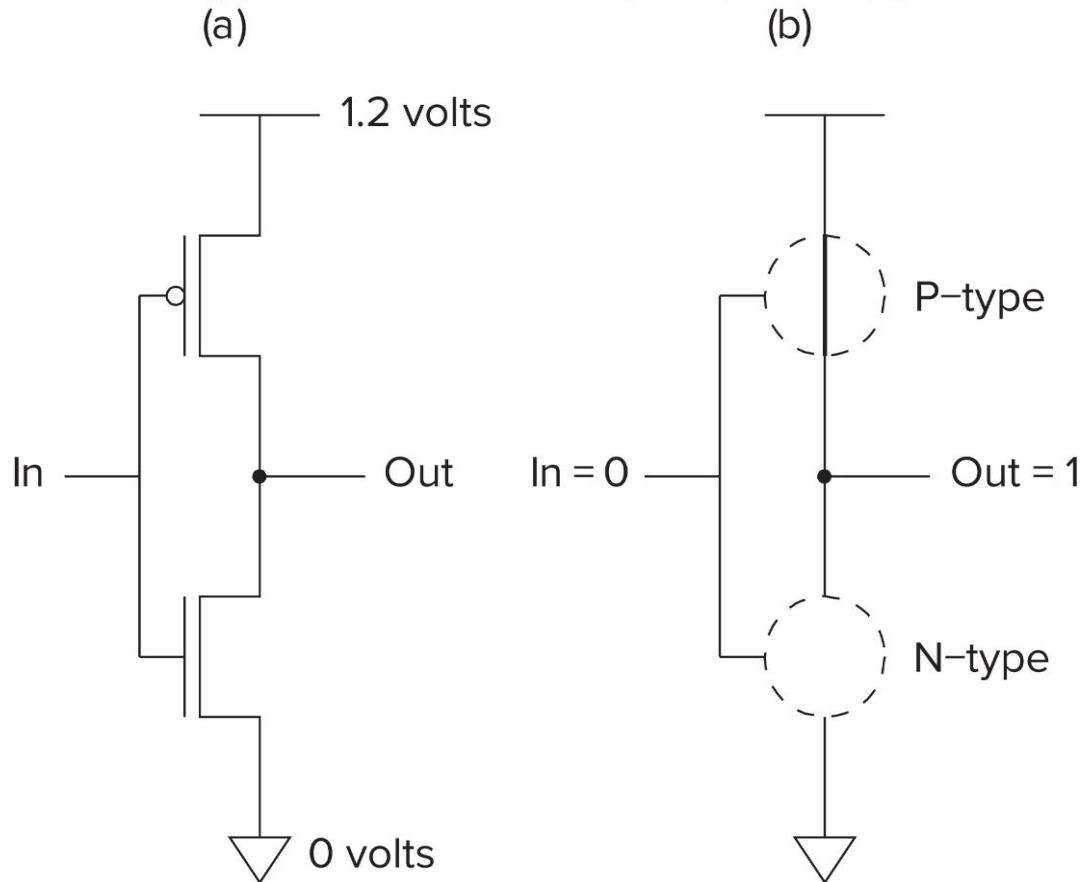 (a)
(b)
1.2 volts
P–type
In
Out
In = 0
Out = 1
N–type
0 volts